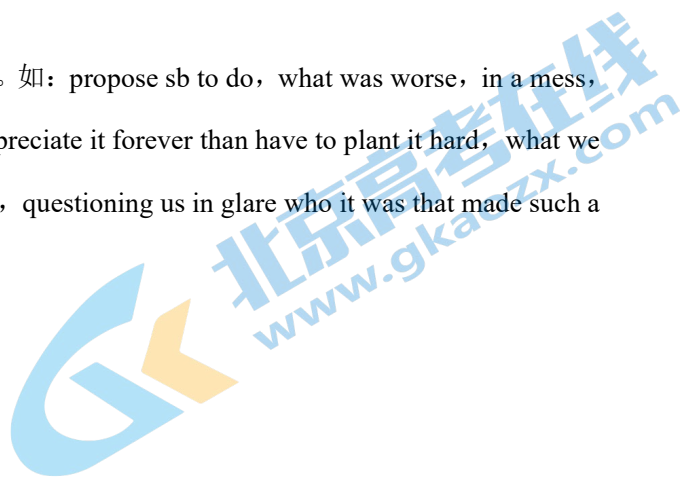 。如：propose sb to do，what was worse，in a mess，
preciate it forever than have to plant it hard，what we
，questioning us in glare who it was that made such a
北京高考在线
www.gkaozx.com